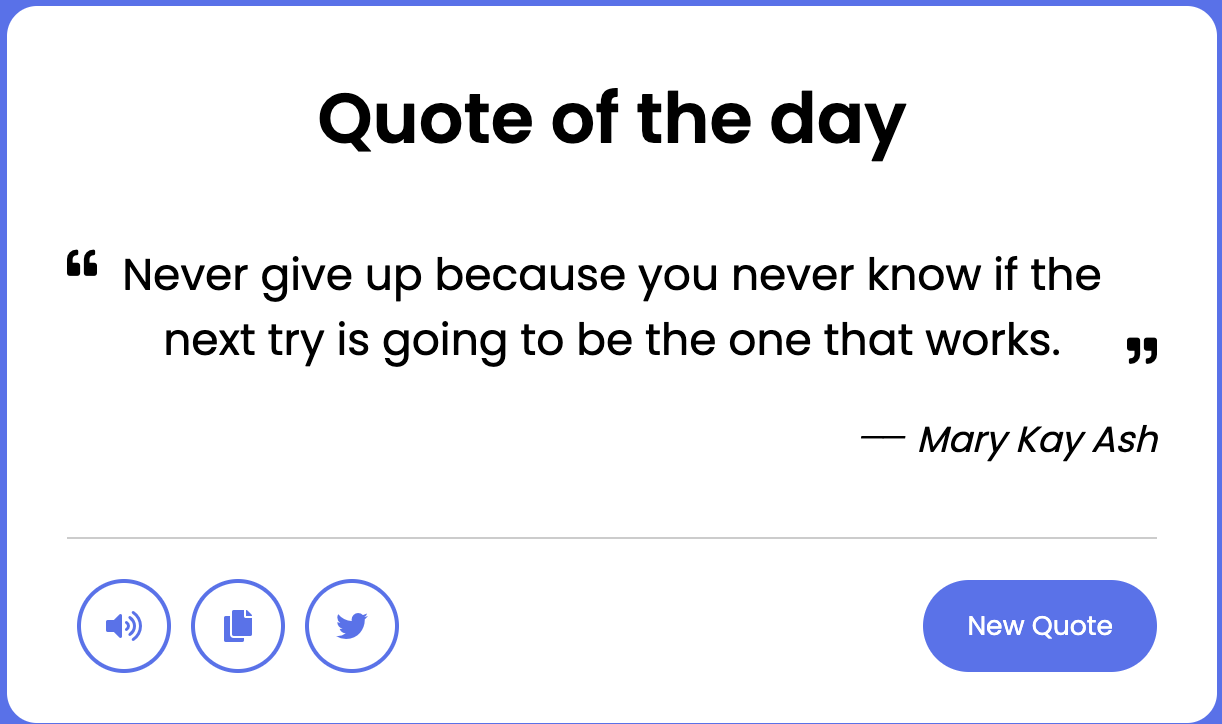 Quote of the day
“ Never give up because you never know if the
next try is going to be the one that works. ”
— Mary Kay Ash
New Quote